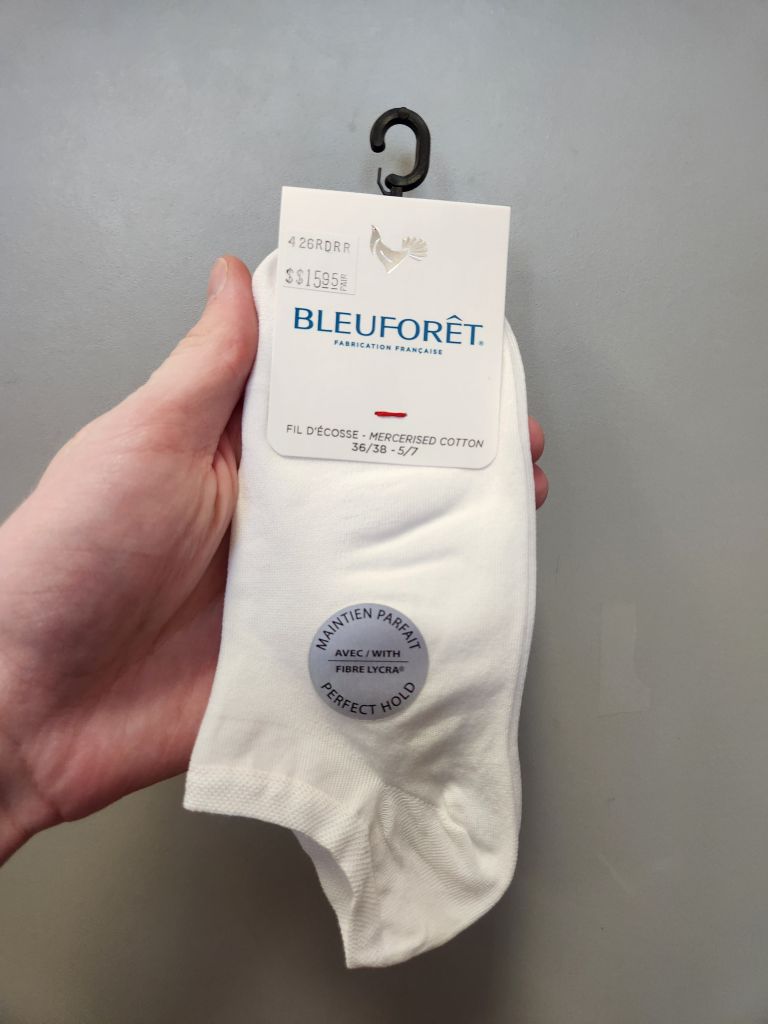 426RDRR
$$15.95 PAIR
BLEUFORÊT®
FABRICATION FRANÇAISE
FIL D'ÉCOSSE - MERCERISED COTTON
36/38 - 5/7
MAINTIEN PARFAIT
AVEC / WITH
FIBRE LYCRA®
PERFECT HOLD